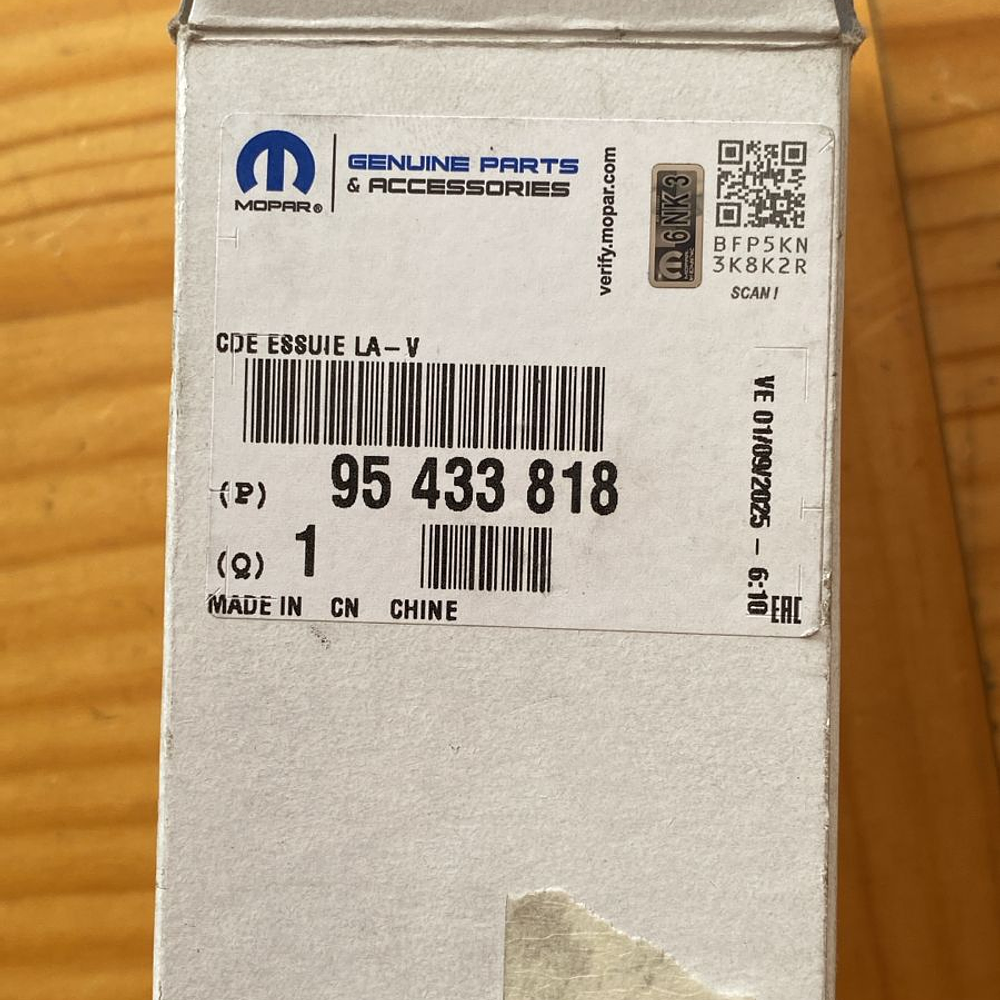 MOPAR®
GENUINE PARTS
& ACCESSORIES
verify.mopar.com
6NK3
BFP5KN
3K8K2R
SCAN!
CDE ESSUIE LA-V
(P) 95 433 818
(Q) 1
MADE IN CN CHINE
VE 01/09/2025 - 6:10
EAC